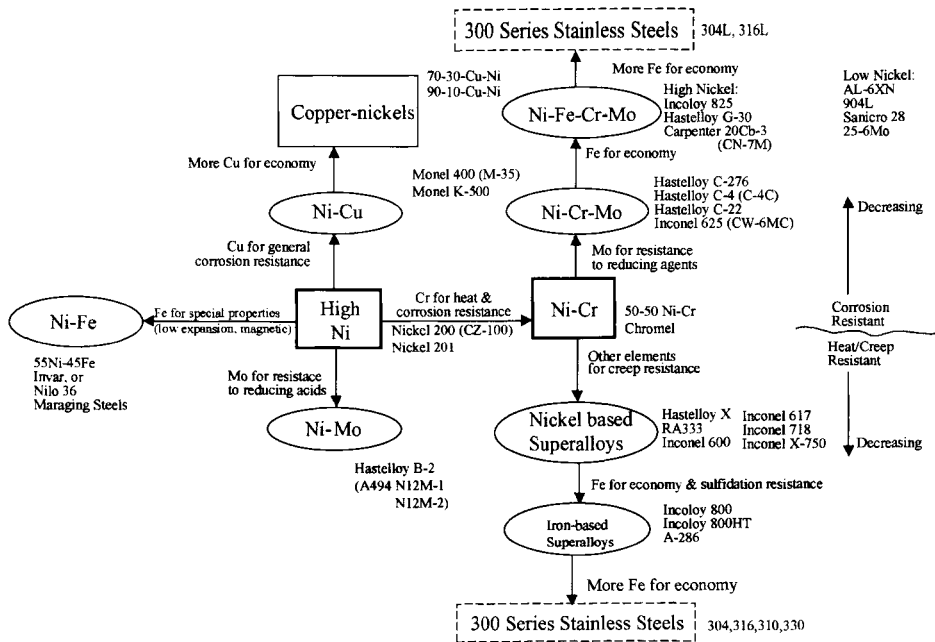 300 Series Stainless Steels
304L, 316L
More Fe for economy
70-30-Cu-Ni
90-10-Cu-Ni
Copper-nickels
Ni-Fe-Cr-Mo
High Nickel:
Incoloy 825
Hastelloy G-30
Carpenter 20Cb-3
(CN-7M)
Low Nickel:
AL-6XN
904L
Sanicro 28
25-6Mo
More Cu for economy
Fe for economy
Monel 400 (M-35)
Monel K-500
Ni-Cu
Ni-Cr-Mo
Hastelloy C-276
Hastelloy C-4 (C-4C)
Hastelloy C-22
Inconel 625 (CW-6MC)
Decreasing
Cu for general
corrosion resistance
Mo for resistance
to reducing agents
Ni-Fe
Fe for special properties
(low expansion, magnetic)
High
Ni
Cr for heat &
corrosion resistance
Nickel 200 (CZ-100)
Nickel 201
Ni-Cr
50-50 Ni-Cr
Chromel
Corrosion
Resistant
Heat/Creep
Resistant
55Ni-45Fe
Invar, or
Nilo 36
Maraging Steels
Mo for resistace
to reducing acids
Other elements
for creep resistance
Ni-Mo
Nickel based
Superalloys
Hastelloy X
RA333
Inconel 600
Inconel 617
Inconel 718
Inconel X-750
Decreasing
Hastelloy B-2
(A494 N12M-1
N12M-2)
Fe for economy & sulfidation resistance
Iron-based
Superalloys
Incoloy 800
Incoloy 800HT
A-286
More Fe for economy
300 Series Stainless Steels
304,316,310,330